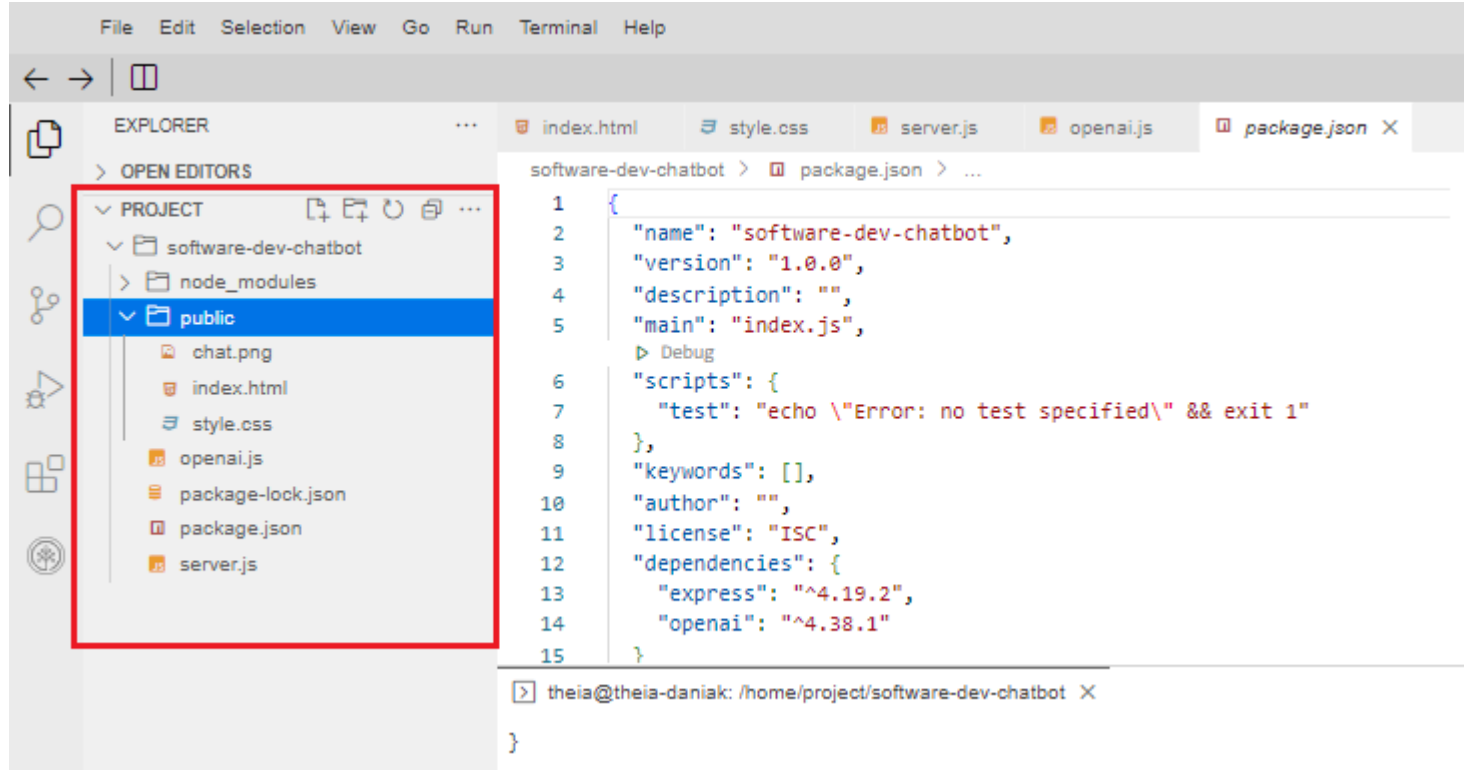 File Edit Selection View Go Run Terminal Help
EXPLORER
OPEN EDITORS
PROJECT
software-dev-chatbot
node_modules
public
chat.png
index.html
style.css
openai.js
package-lock.json
package.json
server.js
index.html style.css server.js openai.js package.json
software-dev-chatbot > package.json > ...
1 {
2 "name": "software-dev-chatbot",
3 "version": "1.0.0",
4 "description": "",
5 "main": "index.js",
Debug
6 "scripts": {
7 "test": "echo \"Error: no test specified\" && exit 1"
8 },
9 "keywords": [],
10 "author": "",
11 "license": "ISC",
12 "dependencies": {
13 "express": "^4.19.2",
14 "openai": "^4.38.1"
15 }
theia@theia-daniak: /home/project/software-dev-chatbot
}